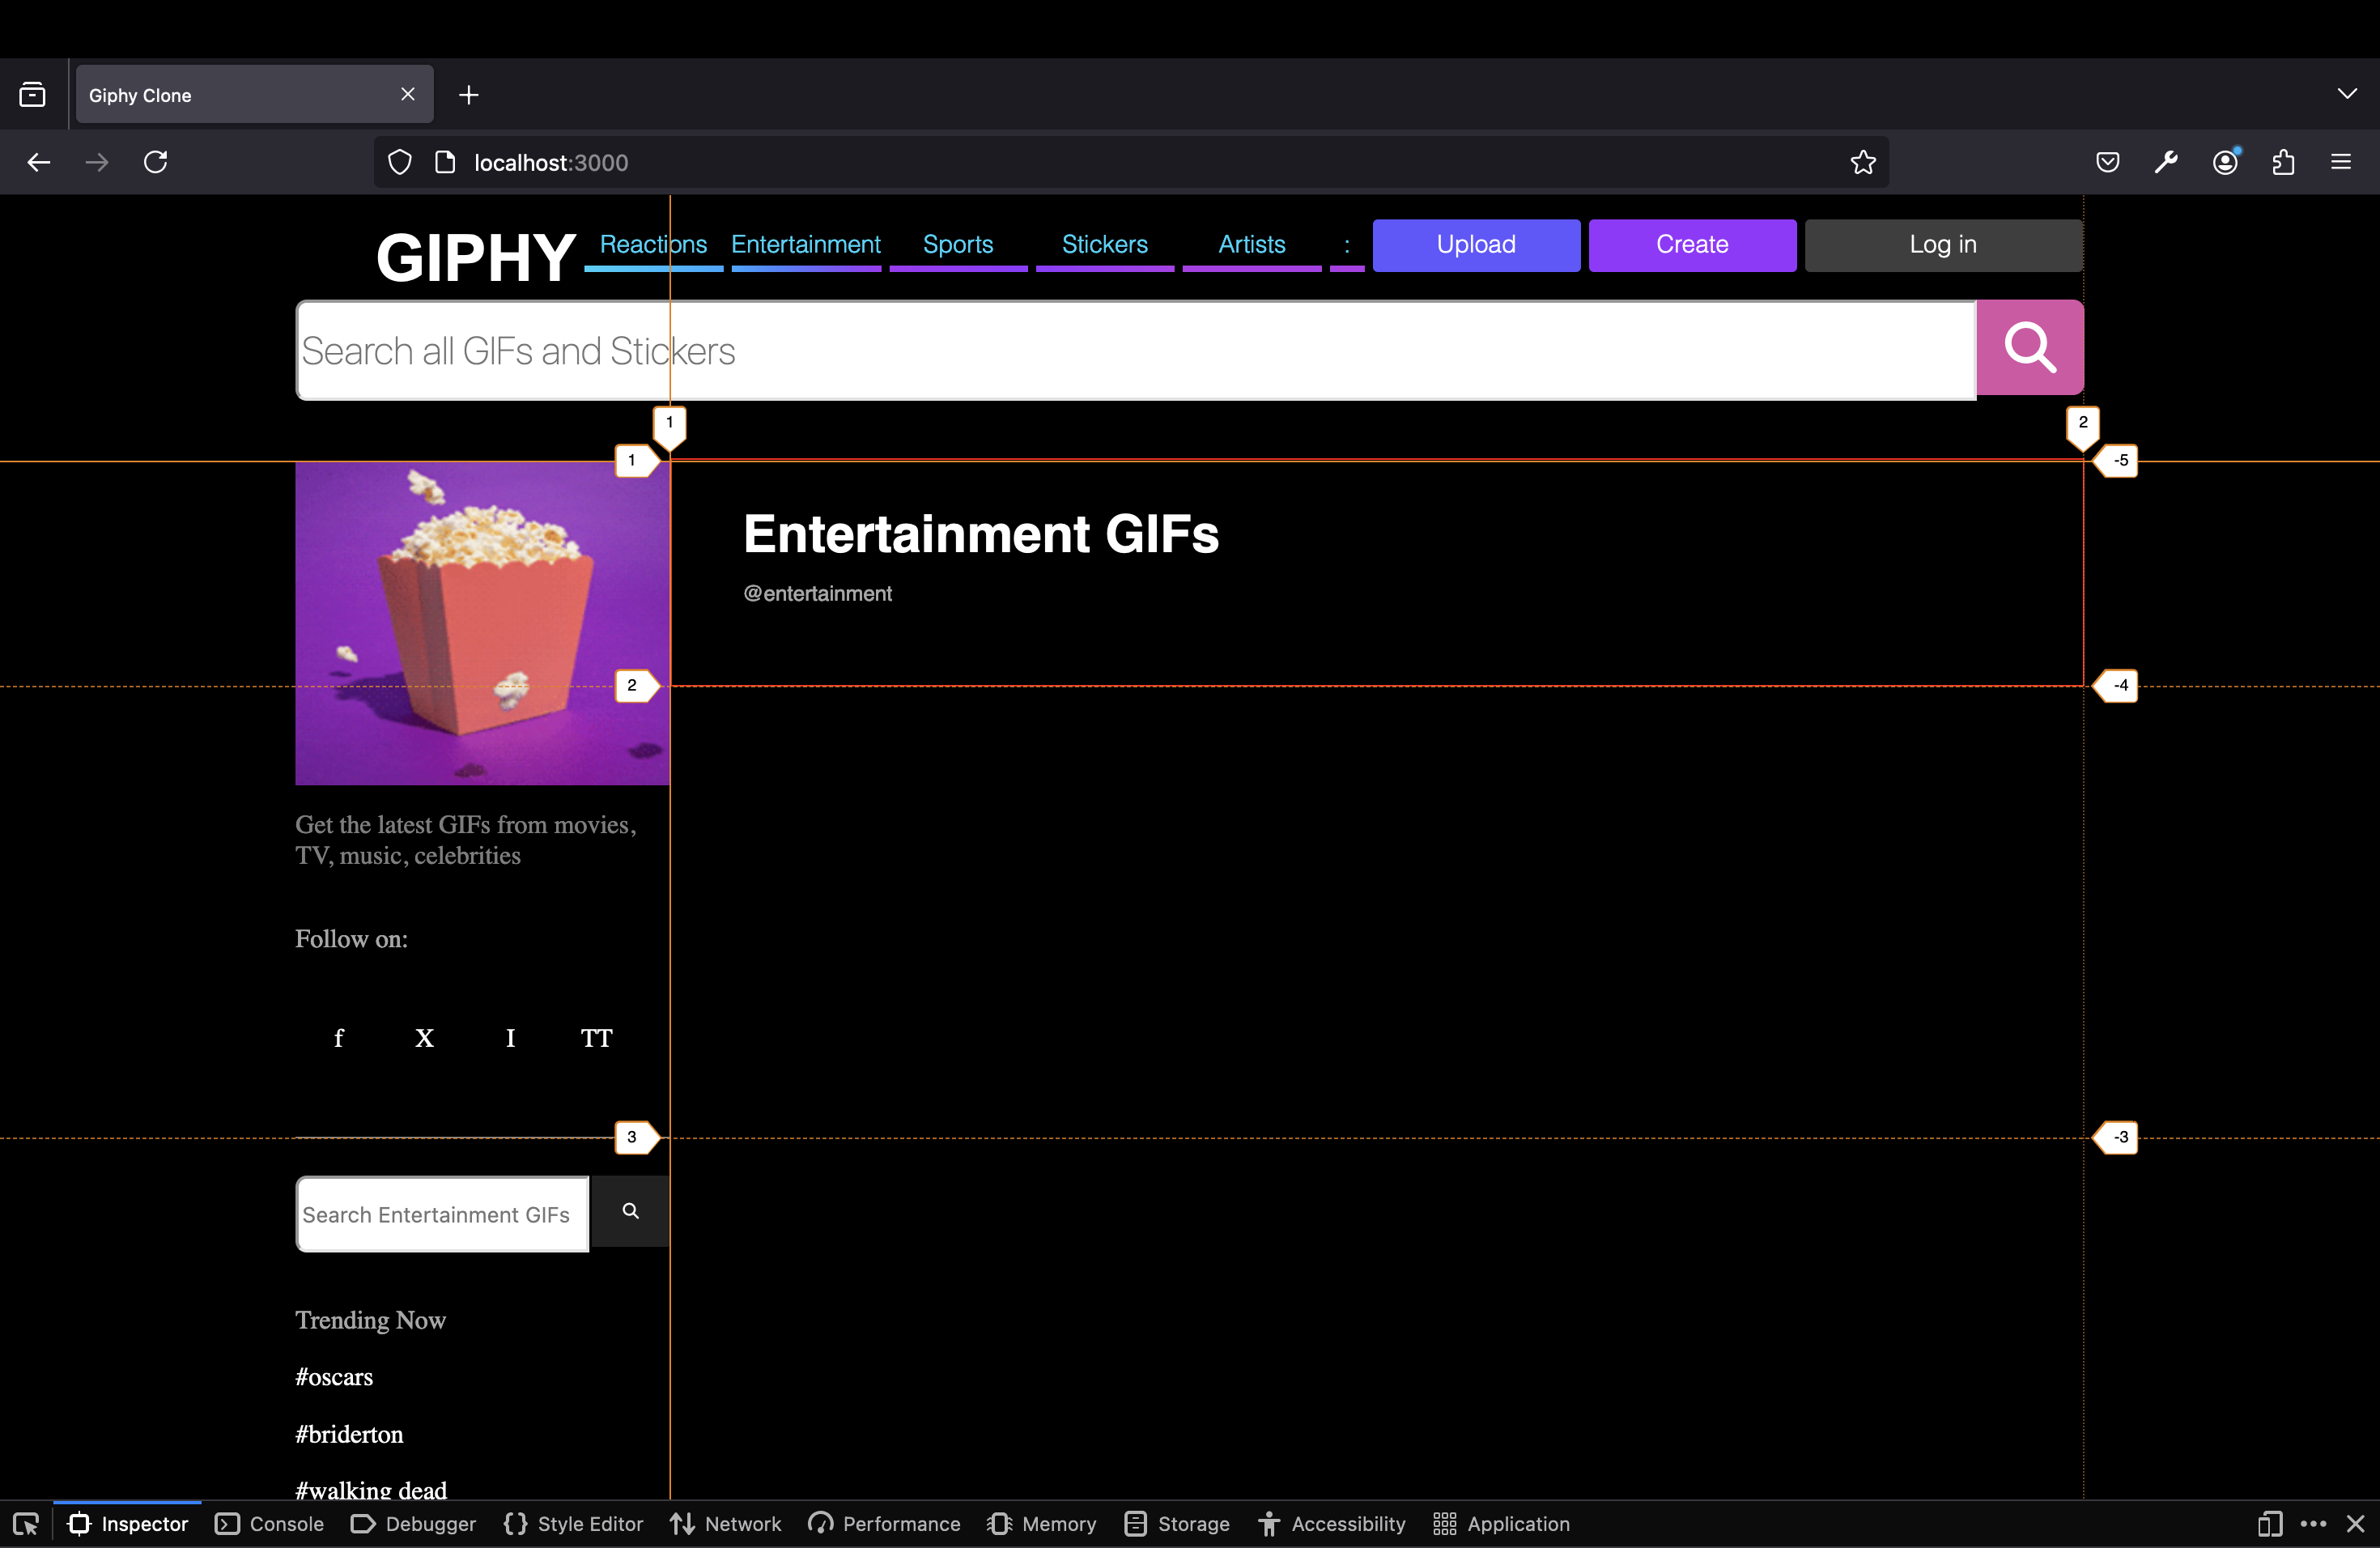 Giphy Clone
localhost:3000
GIPHY Reactions Entertainment Sports Stickers Artists : Upload Create Log in
Search all GIFs and Stickers
1 2
1 -5
Entertainment GIFs
@entertainment
2 -4
Get the latest GIFs from movies,
TV, music, celebrities
Follow on:
f X I TT
3 -3
Search Entertainment GIFs
Trending Now
#oscars
#briderton
#walking dead
Inspector Console Debugger Style Editor Network Performance Memory Storage Accessibility Application